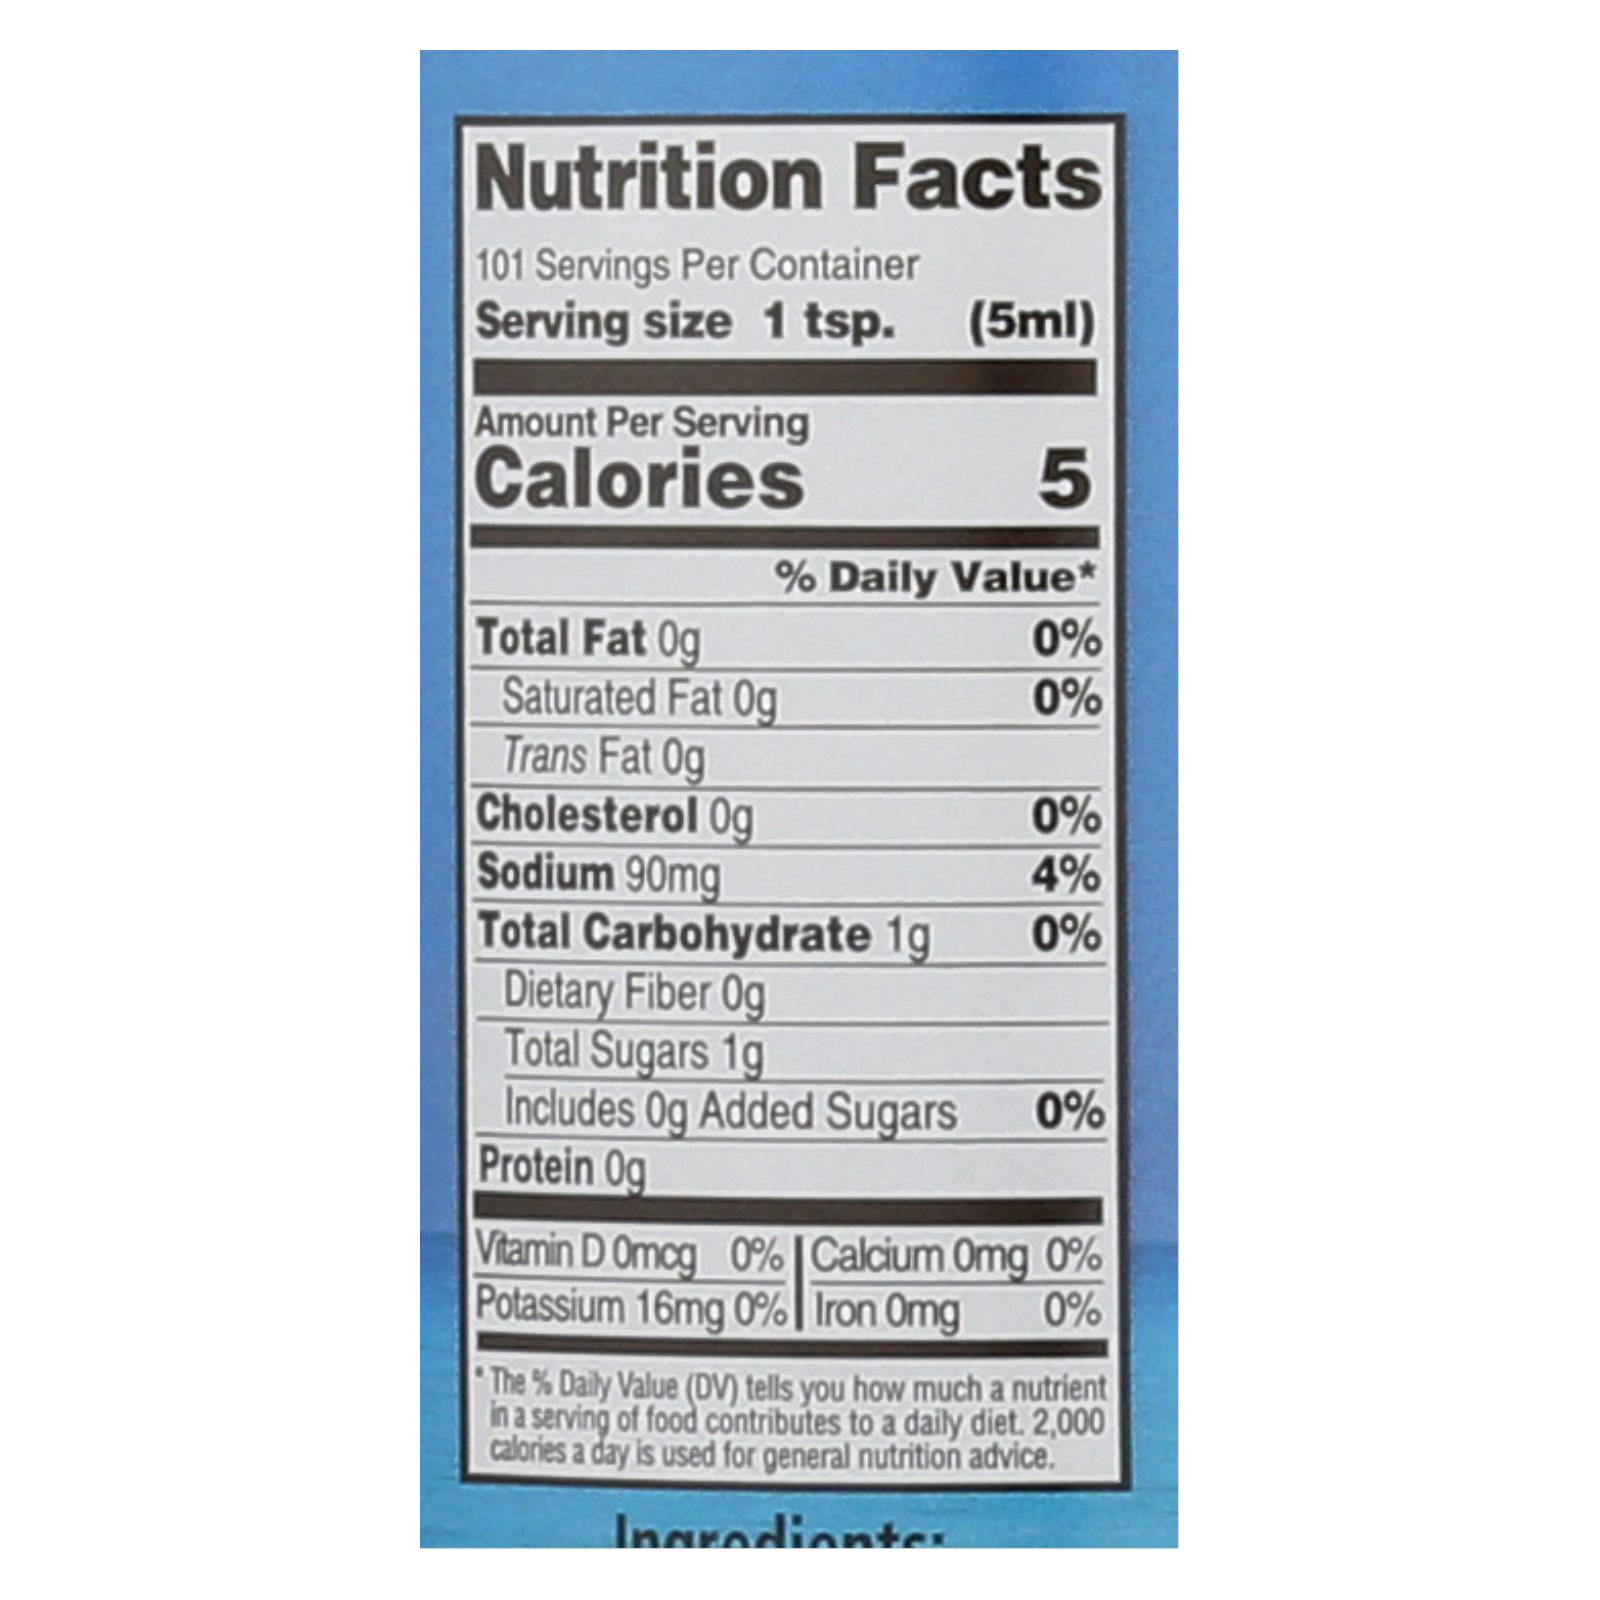 Nutrition Facts
101 Servings Per Container
Serving size 1 tsp. (5ml)
Amount Per Serving
Calories 5
% Daily Value*
Total Fat 0g 0%
Saturated Fat 0g 0%
Trans Fat 0g
Cholesterol 0g 0%
Sodium 90mg 4%
Total Carbohydrate 1g 0%
Dietary Fiber 0g
Total Sugars 1g
Includes 0g Added Sugars 0%
Protein 0g
Vitamin D 0mcg 0% Calcium 0mg 0%
Potassium 16mg 0% Iron 0mg 0%
* The % Daily Value (DV) tells you how much a nutrient
in a serving of food contributes to a daily diet. 2,000
calories a day is used for general nutrition advice.
Ingredients: